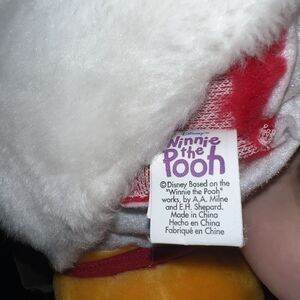 Disney's
Winnie
the
Pooh
©Disney Based on the
"Winnie the Pooh"
works, by A.A. Milne
and E.H. Shepard.
Made in China
Hecho en China
Fabriqué en Chine